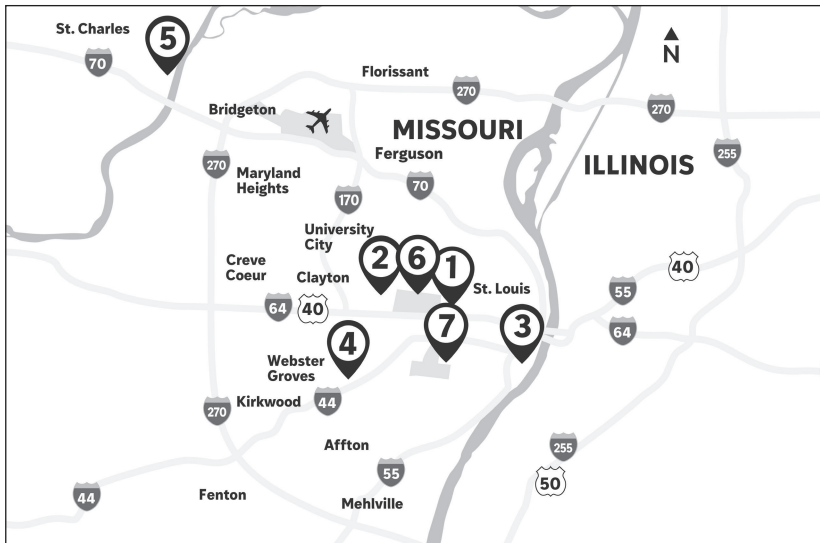 St. Charles
5
70
N
Florissant
270
Bridgeton
270
MISSOURI
Ferguson
ILLINOIS
255
270
Maryland
Heights
70
170
University
City
2
6
1
Creve
Coeur
Clayton
St. Louis
40
55
64
40
7
3
64
4
Webster
Groves
Kirkwood
44
270
Affton
255
55
50
44
Fenton
Mehlville